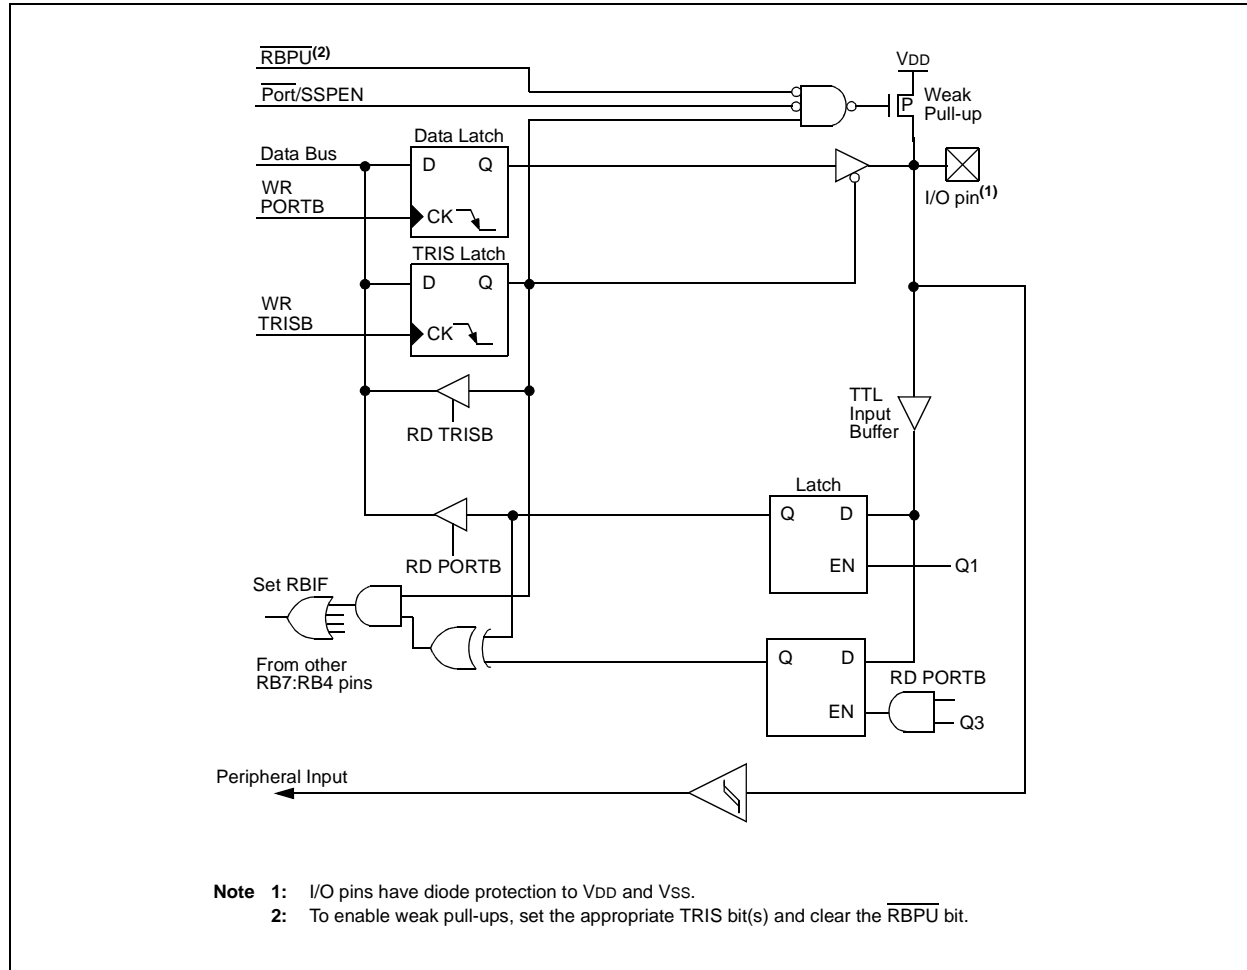 RBPU(2)
VDD
Port/SSPEN
P
Weak
Pull-up
Data Latch
Data Bus
D Q
WR
PORTB
CK
I/O pin(1)
TRIS Latch
D Q
WR
TRISB
CK
TTL
Input
Buffer
RD TRISB
Latch
Q D
EN
Q1
RD PORTB
Set RBIF
Q D
From other
RB7:RB4 pins
RD PORTB
EN
Q3
Peripheral Input
Note 1: I/O pins have diode protection to VDD and VSS.
2: To enable weak pull-ups, set the appropriate TRIS bit(s) and clear the RBPU bit.